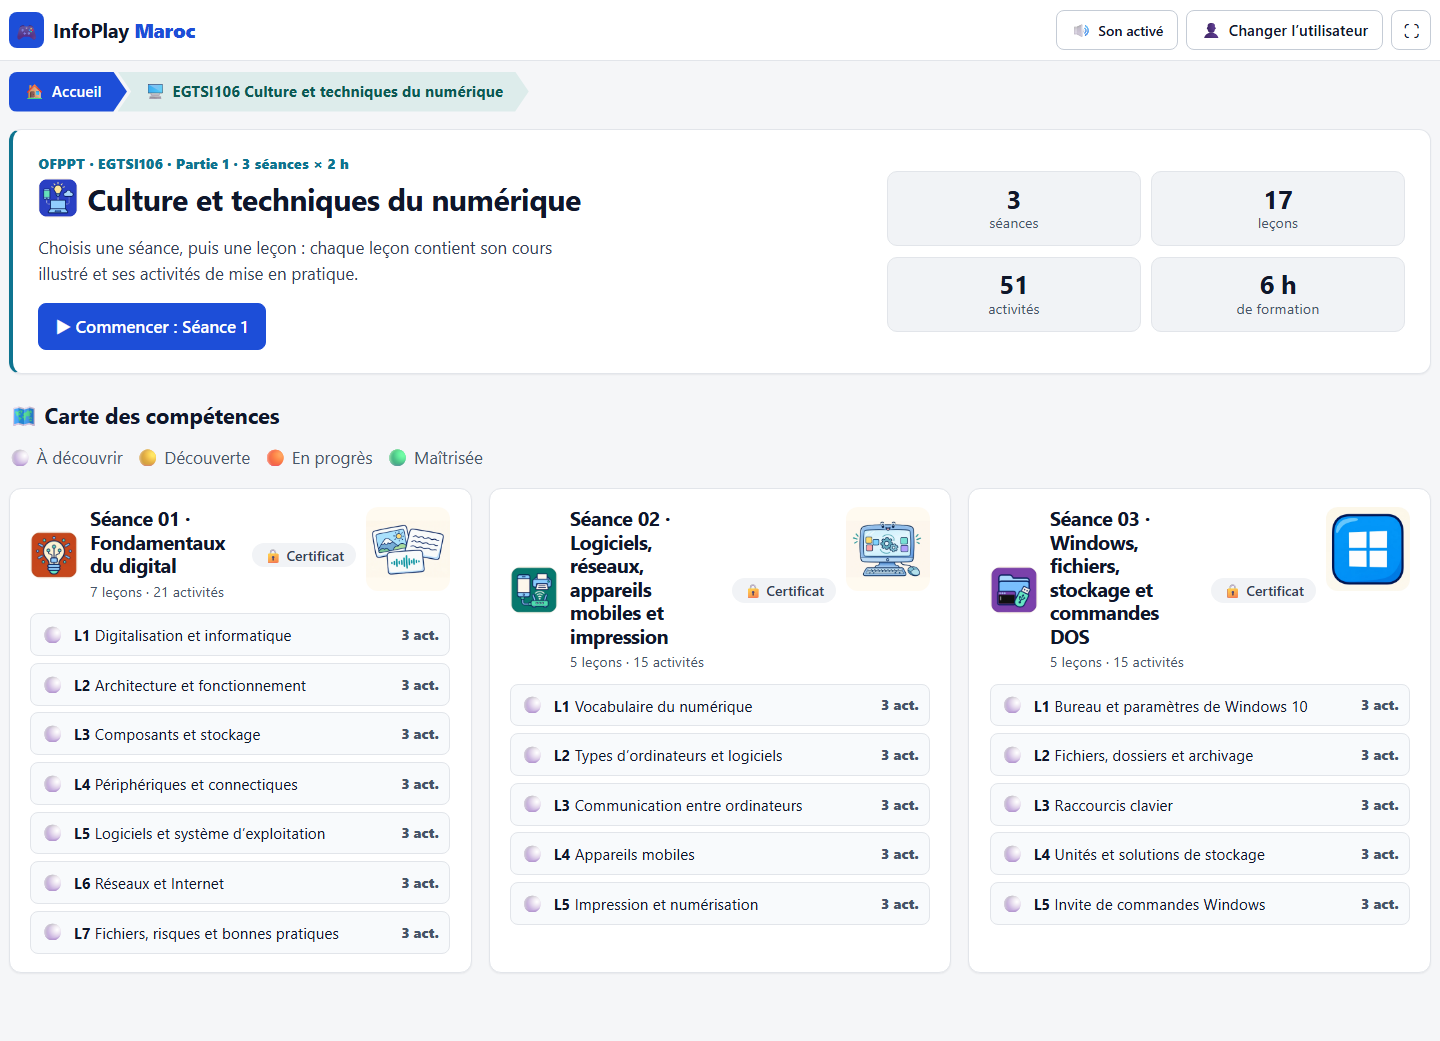 InfoPlay Maroc
Son activé
Changer l’utilisateur
Accueil
EGTSI106 Culture et techniques du numérique
OFPPT · EGTSI106 · Partie 1 · 3 séances × 2 h
Culture et techniques du numérique
Choisis une séance, puis une leçon : chaque leçon contient son cours
illustré et ses activités de mise en pratique.
▶ Commencer : Séance 1
3
séances
17
leçons
51
activités
6 h
de formation
Carte des compétences
À découvrir
Découverte
En progrès
Maîtrisée
Séance 01 ·
Fondamentaux
du digital
7 leçons · 21 activités
Certificat
L1 Digitalisation et informatique 3 act.
L2 Architecture et fonctionnement 3 act.
L3 Composants et stockage 3 act.
L4 Périphériques et connectiques 3 act.
L5 Logiciels et système d’exploitation 3 act.
L6 Réseaux et Internet 3 act.
L7 Fichiers, risques et bonnes pratiques 3 act.
Séance 02 ·
Logiciels,
réseaux,
appareils
mobiles et
impression
5 leçons · 15 activités
Certificat
L1 Vocabulaire du numérique 3 act.
L2 Types d’ordinateurs et logiciels 3 act.
L3 Communication entre ordinateurs 3 act.
L4 Appareils mobiles 3 act.
L5 Impression et numérisation 3 act.
Séance 03 ·
Windows,
fichiers,
stockage et
commandes
DOS
5 leçons · 15 activités
Certificat
L1 Bureau et paramètres de Windows 10 3 act.
L2 Fichiers, dossiers et archivage 3 act.
L3 Raccourcis clavier 3 act.
L4 Unités et solutions de stockage 3 act.
L5 Invite de commandes Windows 3 act.